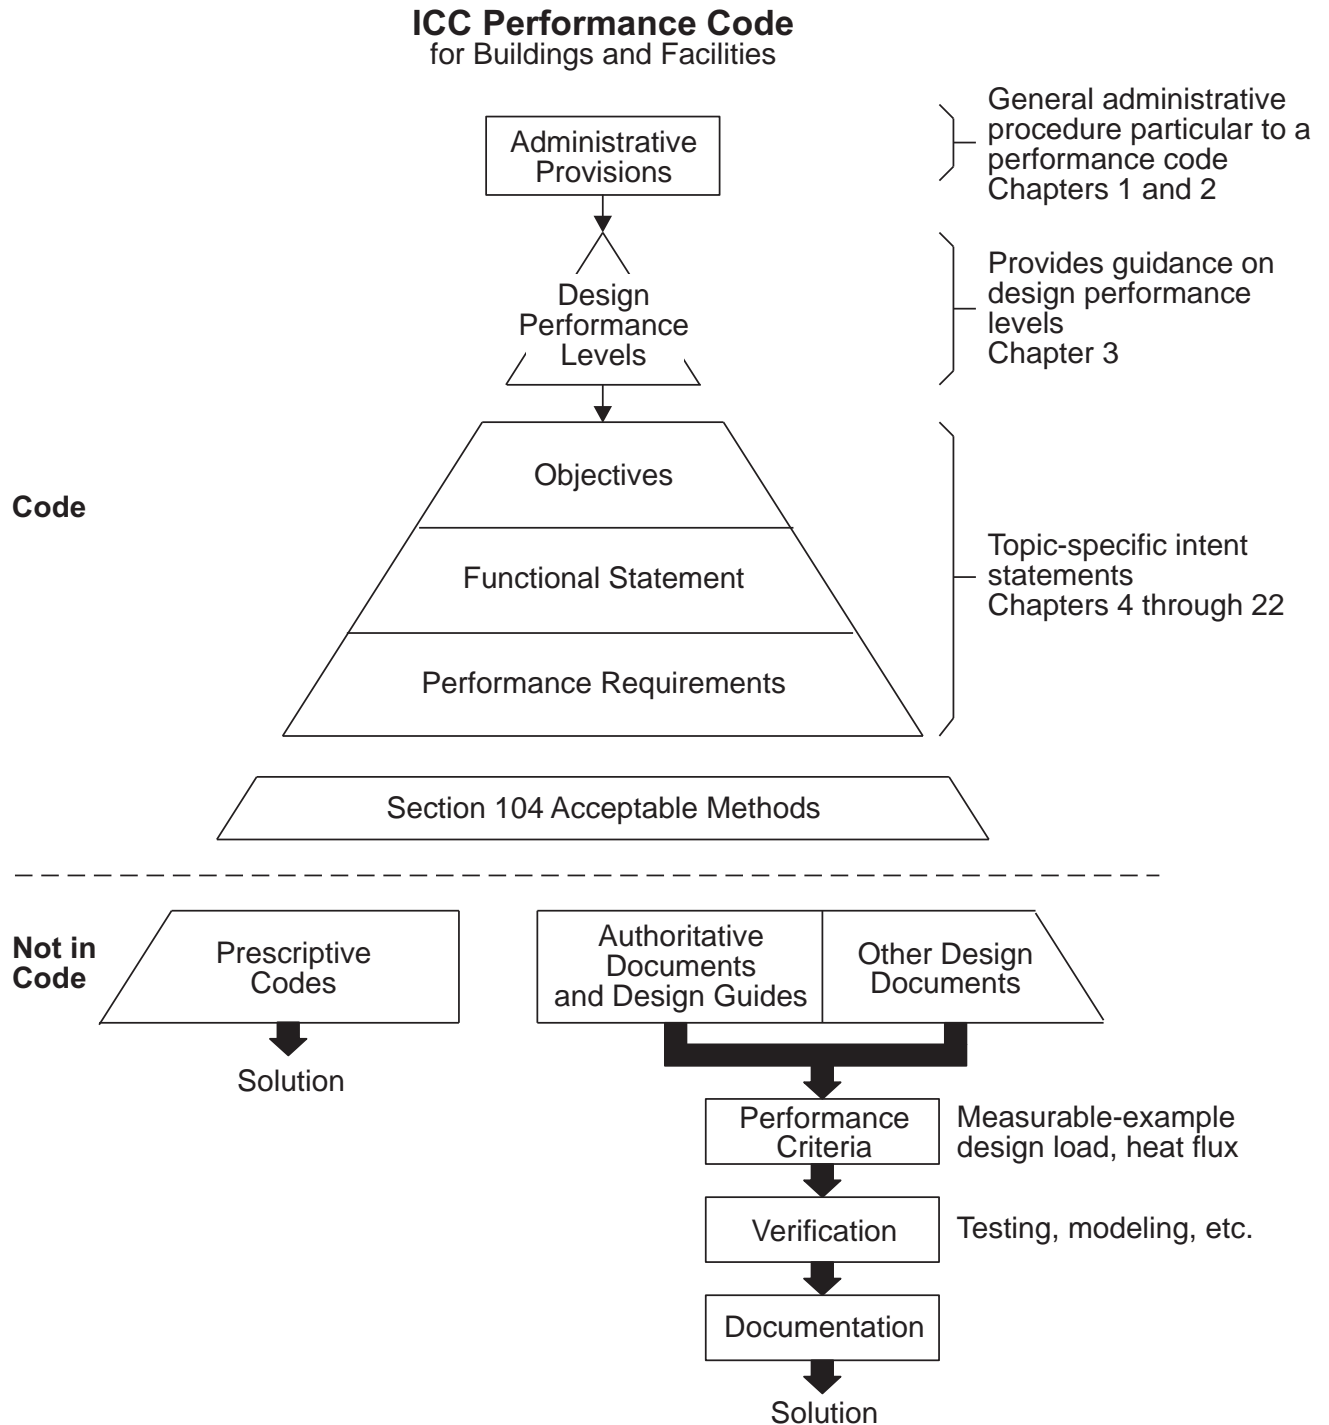 ICC Performance Code
for Buildings and Facilities
Administrative
Provisions
General administrative
procedure particular to a
performance code
Chapters 1 and 2
Design
Performance
Levels
Provides guidance on
design performance
levels
Chapter 3
Code
Objectives
Functional Statement
Performance Requirements
Topic-specific intent
statements
Chapters 4 through 22
Section 104 Acceptable Methods
Not in
Code
Prescriptive
Codes
Solution
Authoritative
Documents
and Design Guides
Other Design
Documents
Performance
Criteria
Measurable-example
design load, heat flux
Verification
Testing, modeling, etc.
Documentation
Solution